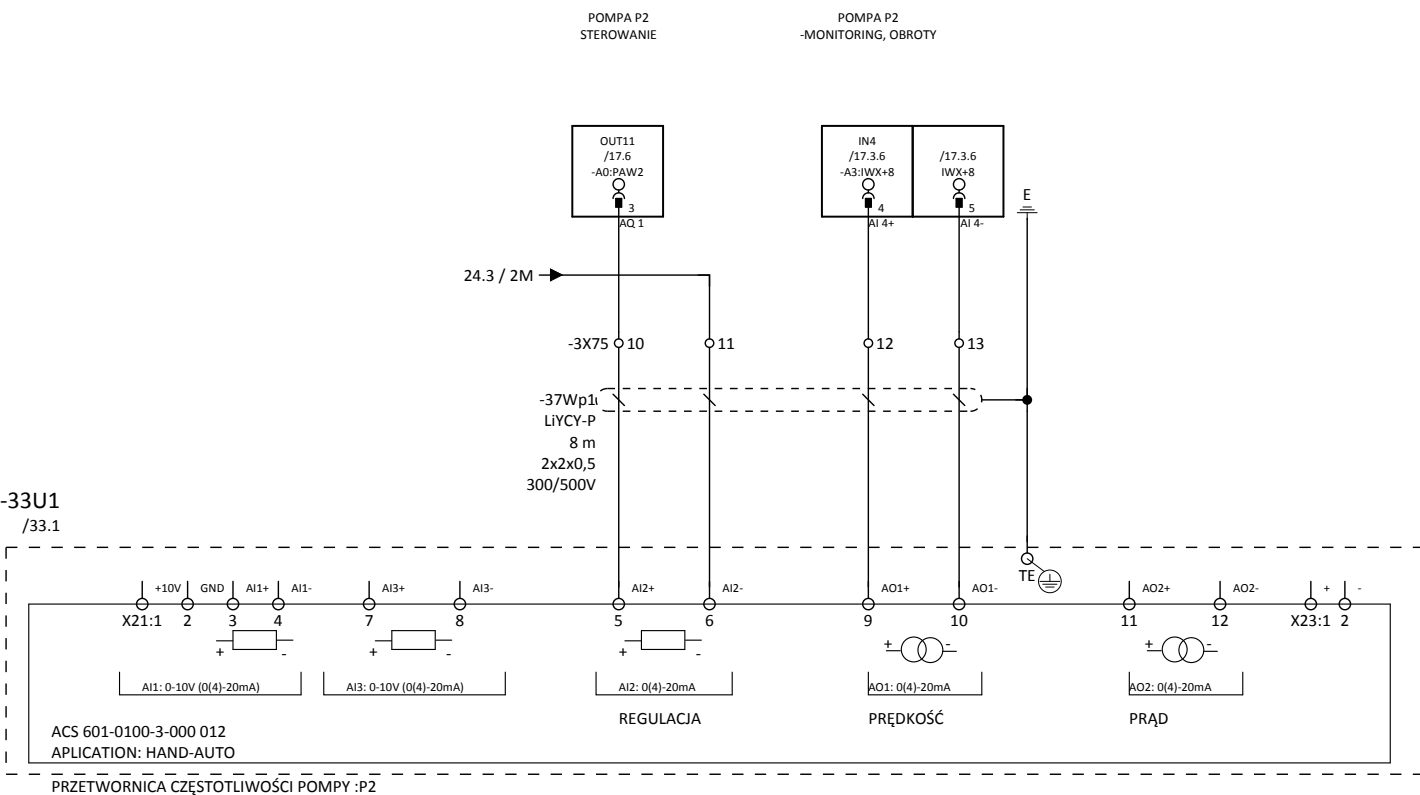 POMPA P2
STEROWANIE
POMPA P2
-MONITORING, OBROTY
OUT11
/17.6
-A0:PAW2
3
AQ 1
IN4
/17.3.6
-A3:IWX+8
4
AI 4+
/17.3.6
IWX+8
5
AI 4-
E
24.3 / 2M
-3X75 10
11
12
13
-37Wp1
LiYCY-P
8 m
2x2x0,5
300/500V
-33U1
/33.1
TE
+10V GND AI1+ AI1- AI3+ AI3- AI2+ AI2- AO1+ AO1- AO2+ AO2- + -
X21:1 2 3 4 7 8 5 6 9 10 11 12 X23:1 2
+ - + - + - + - + -
AI1: 0-10V (0(4)-20mA)
AI3: 0-10V (0(4)-20mA)
AI2: 0(4)-20mA
AO1: 0(4)-20mA
AO2: 0(4)-20mA
REGULACJA
PRĘDKOŚĆ
PRĄD
ACS 601-0100-3-000 012
APLICATION: HAND-AUTO
PRZETWORNICA CZĘSTOTLIWOŚCI POMPY :P2